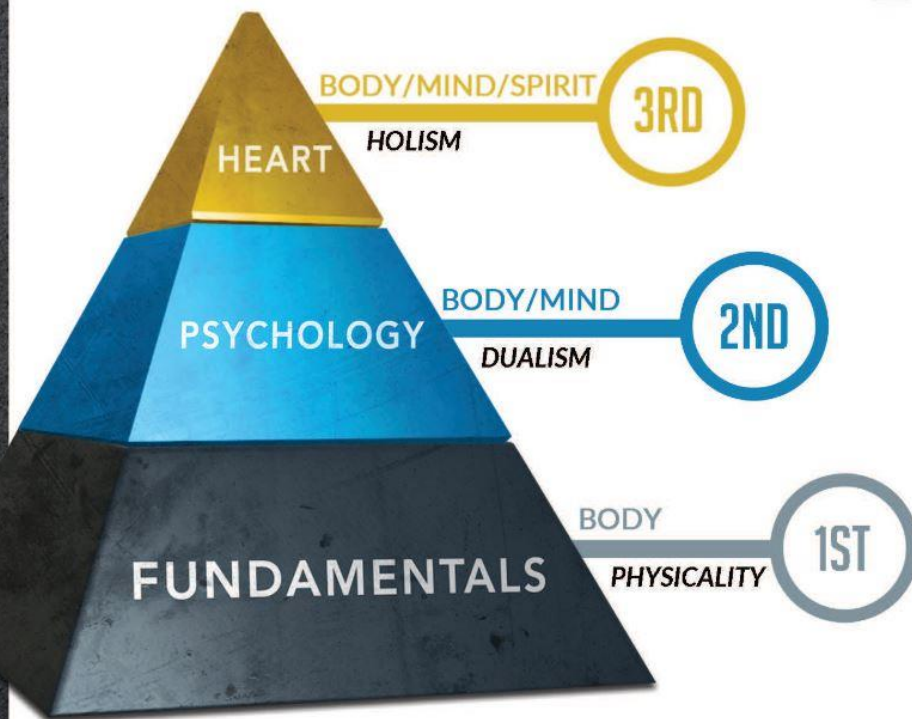 BODY/MIND/SPIRIT
3RD
HOLISM
HEART
BODY/MIND
2ND
PSYCHOLOGY
DUALISM
BODY
1ST
FUNDAMENTALS
PHYSICALITY